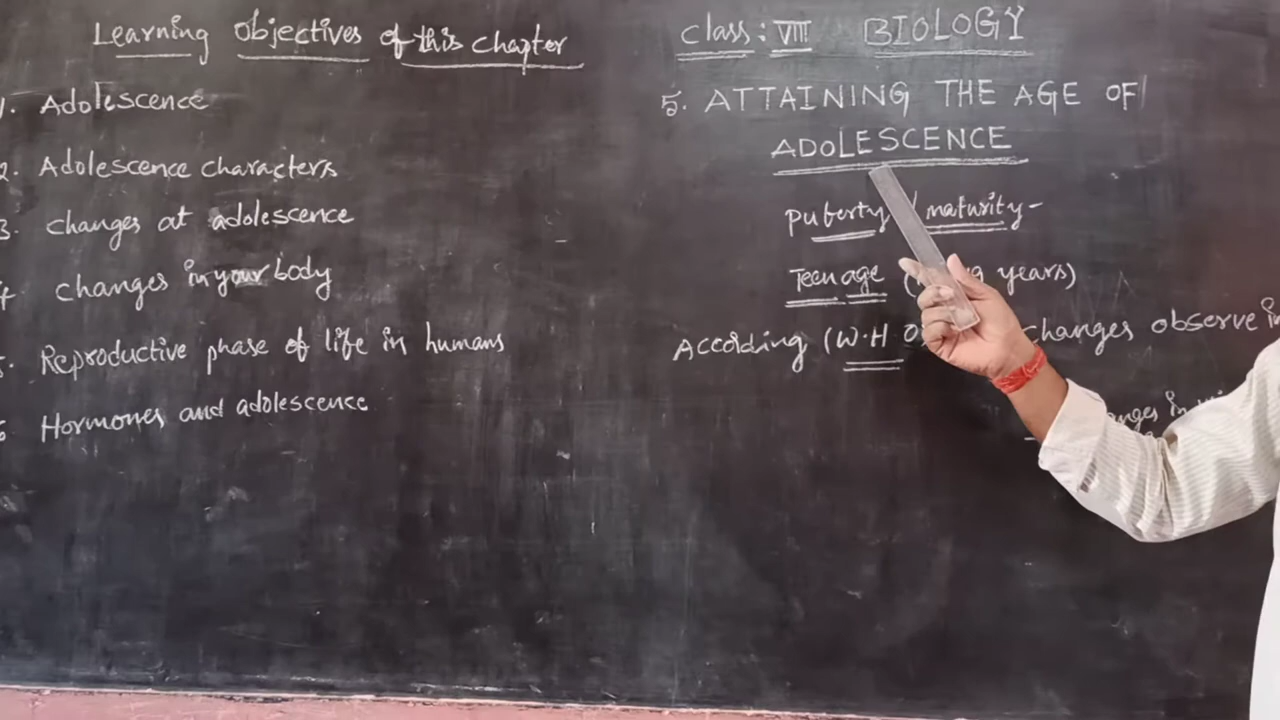 Learning objectives of this chapter
1. Adolescence
2. Adolescence characters
3. changes at adolescence
4 changes in your body
5. Reproductive phase of life in humans
6 Hormones and adolescence
class: VIII BIOLOGY
5. ATTAINING THE AGE OF
ADOLESCENCE
puberty / maturity-
Teen age ( years)
According (W.H changes observe in